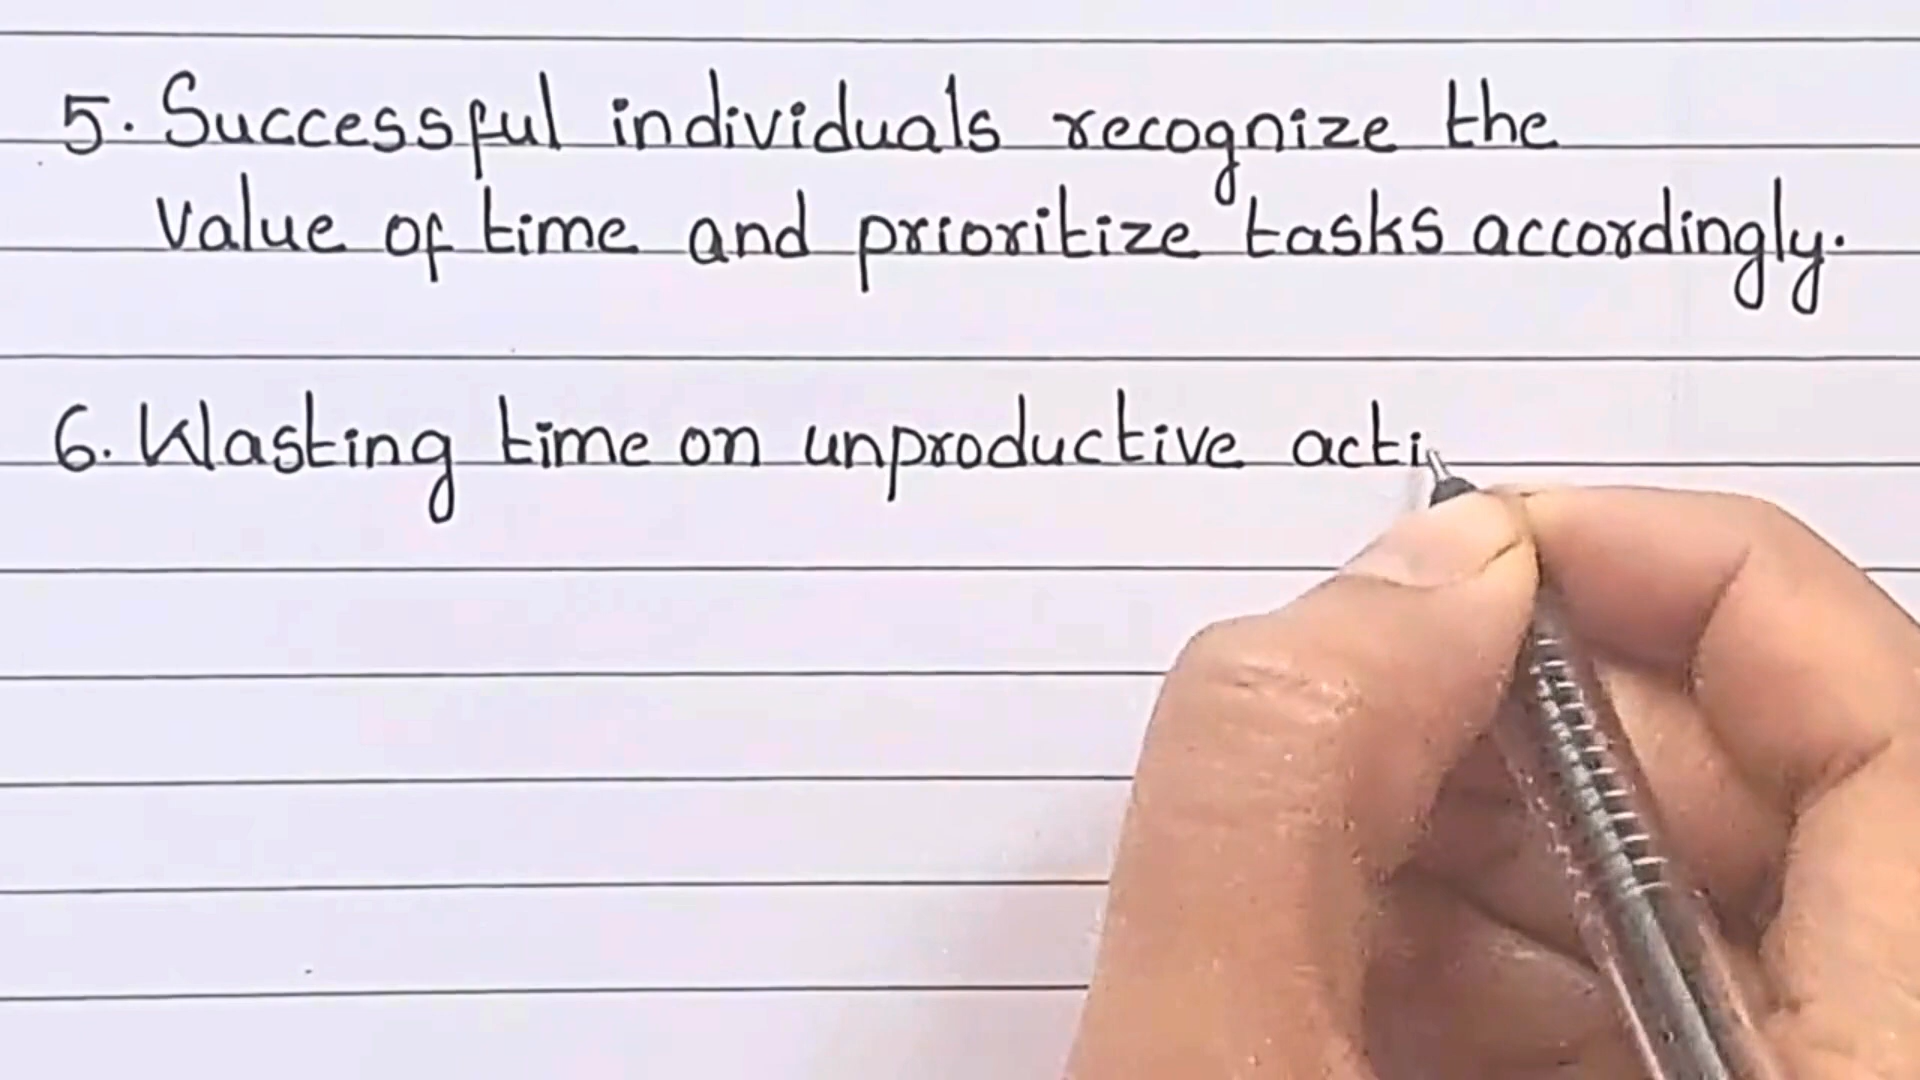 5. Successful individuals recognize the
value of time and prioritize tasks accordingly.
6. Wasting time on unproductive acti